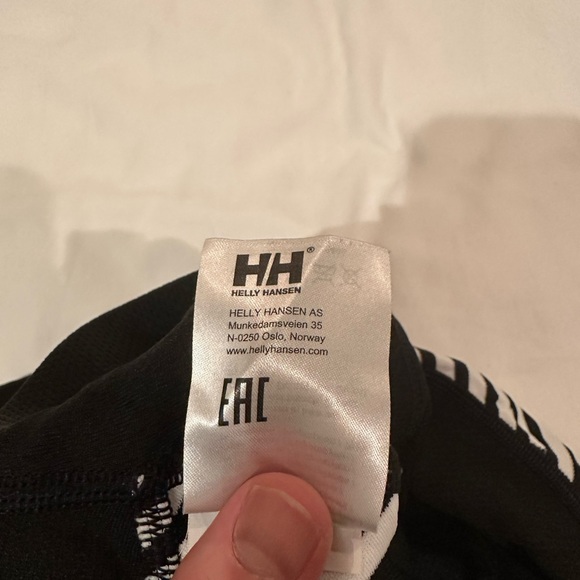 HH®
HELLY HANSEN
HELLY HANSEN AS
Munkedamsveien 35
N-0250 Oslo, Norway
www.hellyhansen.com
EAC